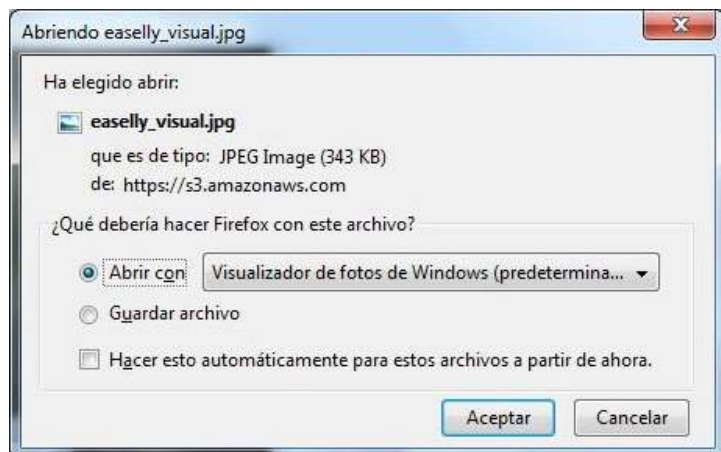 Abriendo easelly_visual.jpg
Ha elegido abrir:
easelly_visual.jpg
que es de tipo: JPEG Image (343 KB)
de: https://s3.amazonaws.com
¿Qué debería hacer Firefox con este archivo?
Abrir con Visualizador de fotos de Windows (predetermina...
Guardar archivo
Hacer esto automáticamente para estos archivos a partir de ahora.
Aceptar Cancelar